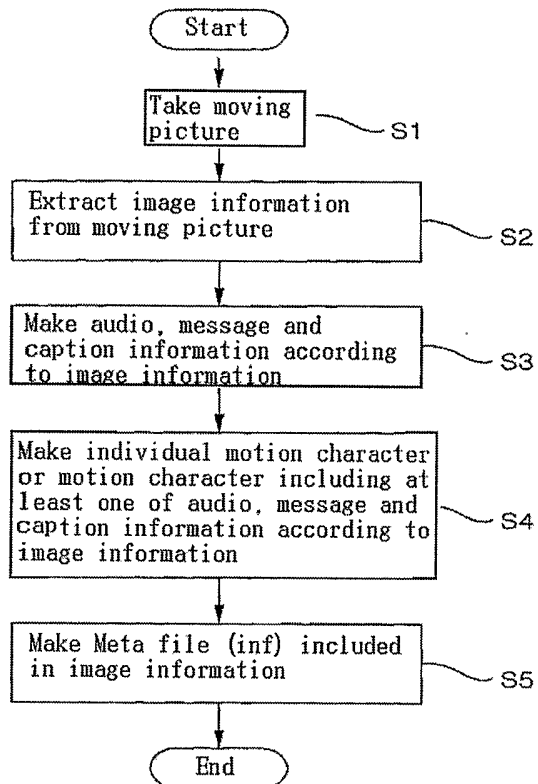 Start
Take moving
picture
S1
Extract image information
from moving picture
S2
Make audio, message and
caption information according
to image information
S3
Make individual motion character
or motion character including at
least one of audio, message and
caption information according to
image information
S4
Make Meta file (inf) included
in image information
S5
End